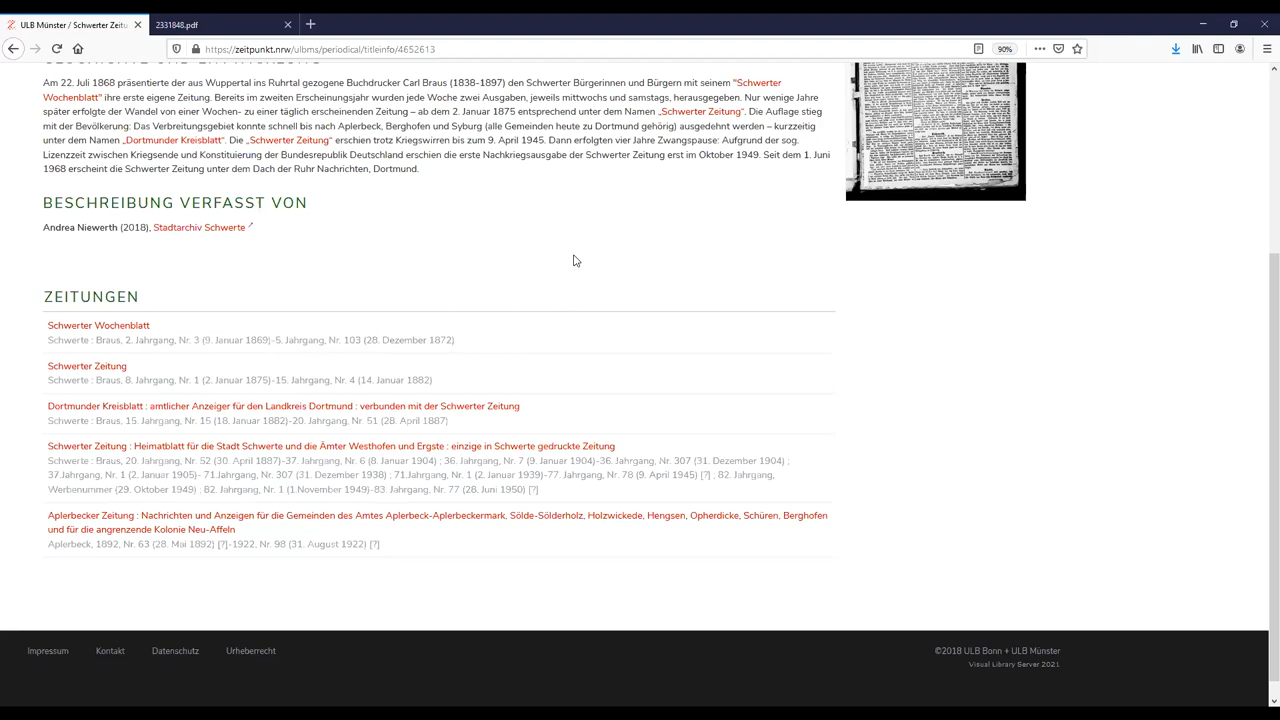 ULB Münster / Schwerter Zeitu
2331848.pdf
https://zeitpunkt.nrw/ulbms/periodical/titleinfo/4652613
90%
Am 22. Juli 1868 präsentierte der aus Hagen zugezogene Buchbinder Carl Braus (1838-1897) den Schwerter Bürgerinnen und Bürgern mit seinem "Schwerter
Wochenblatt" ihre erste eigene Zeitung. Bereits im zweiten Erscheinungsjahr wurden jede Woche zwei Ausgaben, mittwochs und samstags, herausgegeben. Nur wenige Jahre
später erfolgte der Wandel von einer Wochen- zu einer täglich erscheinenden Zeitung – ab dem 2. Januar 1875 titulierte sie sich und unter dem Namen „Schwerter Zeitung“. Die Auflage stieg
mit der Bevölkerung. Das Verbreitungsgebiet konnte schnell bis nach Aplerbeck, Berghofen und Syburg (alle drei Orte heute zu Dortmund gehörig) ausgedehnt werden – kurzzeitig
unter dem Namen „Dortmunder Kreisblatt“. Die „Schwerter Zeitung“ erschien trotz Kriegswirren bis zum 9. April 1945. Dann erfolgten vier Jahre Zwangspause: Aufgrund der sog.
Lizenzzeit zwischen Kriegsende und Konstituierung der Bundesrepublik Deutschland erschien die erste Nachkriegsausgabe der Schwerter Zeitung erst im Oktober 1949. Seit dem 1. Juni
1968 erscheint die Schwerter Zeitung unter dem Dach der Ruhr Nachrichten, Dortmund.
BESCHREIBUNG VERFASST VON
Andrea Niewerth (2018), Stadtarchiv Schwerte
ZEITUNGEN
Schwerter Wochenblatt
Schwerte : Braus, 2. Jahrgang, Nr. 3 (9. Januar 1869)-5. Jahrgang, Nr. 103 (28. Dezember 1872)
Schwerter Zeitung
Schwerte : Braus, 8. Jahrgang, Nr. 1 (2. Januar 1875)-15. Jahrgang, Nr. 4 (14. Januar 1882)
Dortmunder Kreisblatt : amtlicher Anzeiger für den Landkreis Dortmund : verbunden mit der Schwerter Zeitung
Schwerte : Braus, 15. Jahrgang, Nr. 15 (18. Januar 1882)-20. Jahrgang, Nr. 51 (28. April 1887)
Schwerter Zeitung : Heimatblatt für die Stadt Schwerte und die Ämter Westhofen und Ergste : einzige in Schwerte gedruckte Zeitung
Schwerte : Braus, 20. Jahrgang, Nr. 52 (30. April 1887)-37. Jahrgang, Nr. 6 (8. Januar 1904) ; 36. Jahrgang, Nr. 7 (9. Januar 1904)-36. Jahrgang, Nr. 307 (31. Dezember 1904) ;
37.Jahrgang, Nr. 1 (2. Januar 1905)- 71.Jahrgang, Nr. 307 (31. Dezember 1938) ; 71.Jahrgang, Nr. 1 (2. Januar 1939)-77. Jahrgang, Nr. 78 (9. April 1945) [?] ; 82. Jahrgang,
Werbenummer (29. Oktober 1949) ; 82. Jahrgang, Nr. 1 (1.November 1949)-83 Jahrgang, Nr. 77 (28. Juni 1950) [?]
Aplerbecker Zeitung : Nachrichten und Anzeigen für die Gemeinden des Amtes Aplerbeck-Aplerbeckermark, Sölde-Sölderholz, Holzwickede, Hengsen, Opherdicke, Schüren, Berghofen
und für die angrenzende Kolonie Neu-Affeln
Aplerbeck, 1892, Nr. 63 (28. Mai 1892) [?]-1922, Nr. 98 (31. August 1922) [?]
Impressum
Kontakt
Datenschutz
Urheberrecht
©2018 ULB Bonn + ULB Münster
Visual Library Server 2021